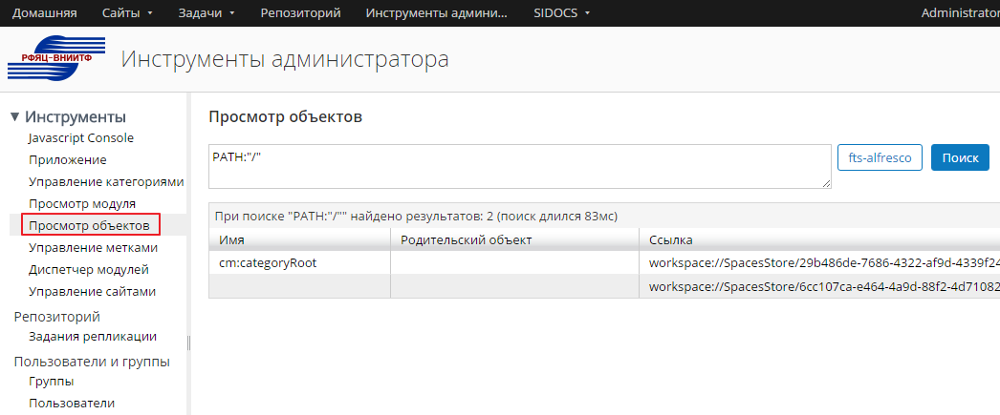 Домашняя Сайты Задачи Репозиторий Инструменты админи... SIDOCS Administrator
РФЯЦ-ВНИИТФ Инструменты администратора
Инструменты
Javascript Console
Приложение
Управление категориями
Просмотр модуля
Просмотр объектов
Управление метками
Диспетчер модулей
Управление сайтами
Репозиторий
Задания репликации
Пользователи и группы
Группы
Пользователи
Просмотр объектов
PATH:"/" fts-alfresco Поиск
При поиске "PATH:"/"" найдено результатов: 2 (поиск длился 83мс)
Имя Родительский объект Ссылка
cm:categoryRoot workspace://SpacesStore/29b486de-7686-4322-af9d-4339f24
workspace://SpacesStore/6cc107ca-e464-4a9d-88f2-4d71082